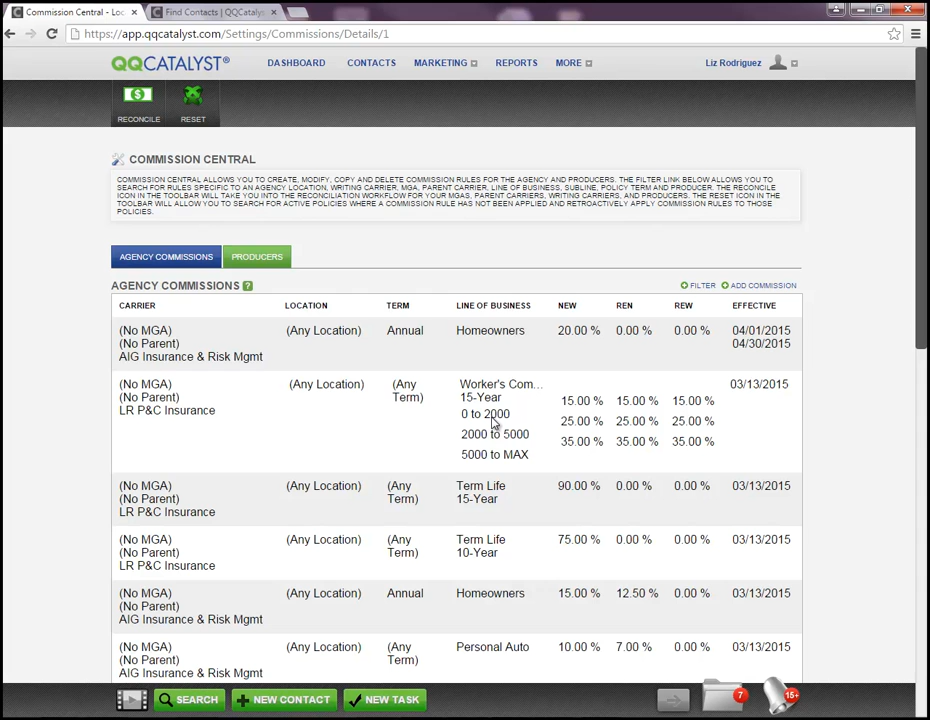 Command Central - Loc
Find Contacts | QQCatalyst
https://app.qqcatalyst.com/Settings/Commissions/Details/1
QQCATALYST®
DASHBOARD
CONTACTS
MARKETING
REPORTS
MORE
Liz Rodriguez
RECONCILE
RESET
COMMISSION CENTRAL
COMMISSION CENTRAL ALLOWS YOU TO CREATE, MODIFY, COPY AND DELETE COMMISSION RULES FOR THE AGENCY AND PRODUCERS. THE FILTER LINK BELOW ALLOWS YOU TO
SEARCH FOR RULES SPECIFIC TO AN AGENCY LOCATION, WRITING CARRIER, MGA, PARENT CARRIER, LINE OF BUSINESS, SUBLINE, POLICY TERM AND PRODUCER. THE RECONCILE
ICON IN THE TOOLBAR WILL TAKE YOU INTO THE RECONCILIATION WORKFLOW FOR YOUR MGAS, PARENT CARRIERS, WRITING CARRIERS, AND PRODUCERS. THE RESET ICON IN THE
TOOLBAR WILL ALLOW YOU TO SEARCH FOR ACTIVE POLICIES WHERE A COMMISSION RULE HAS NOT BEEN APPLIED AND RETROACTIVELY APPLY COMMISSION RULES TO THOSE
POLICIES.
AGENCY COMMISSIONS
PRODUCERS
AGENCY COMMISSIONS ?
FILTER
ADD COMMISSION
CARRIER LOCATION TERM LINE OF BUSINESS NEW REN REW EFFECTIVE
(No MGA) (Any Location) Annual Homeowners 20.00 % 0.00 % 0.00 % 04/01/2015
(No Parent) 04/30/2015
AIG Insurance & Risk Mgmt
(No MGA) (Any Location) (Any Worker's Com... 03/13/2015
(No Parent) Term) 15-Year 15.00 % 15.00 % 15.00 %
LR P&C Insurance 0 to 2000
25.00 % 25.00 % 25.00 %
2000 to 5000
35.00 % 35.00 % 35.00 %
5000 to MAX
(No MGA) (Any Location) (Any Term Life 90.00 % 0.00 % 0.00 % 03/13/2015
(No Parent) Term) 15-Year
LR P&C Insurance
(No MGA) (Any Location) (Any Term Life 75.00 % 0.00 % 0.00 % 03/13/2015
(No Parent) Term) 10-Year
LR P&C Insurance
(No MGA) (Any Location) Annual Homeowners 15.00 % 12.50 % 0.00 % 03/13/2015
(No Parent)
AIG Insurance & Risk Mgmt
(No MGA) (Any Location) (Any Personal Auto 10.00 % 7.00 % 0.00 % 03/13/2015
(No Parent) Term)
AIG Insurance & Risk Mgmt
SEARCH
NEW CONTACT
NEW TASK
7
15+